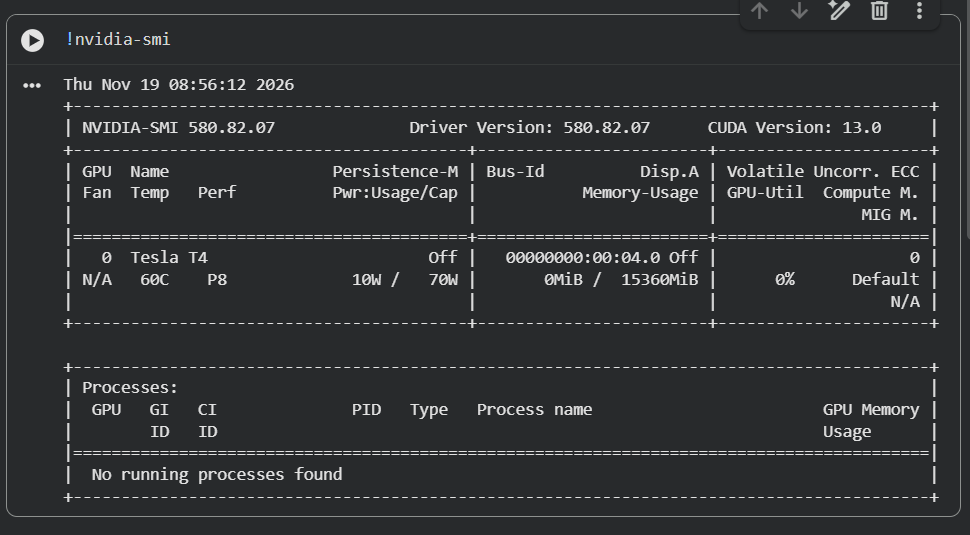 !nvidia-smi
Thu Nov 19 08:56:12 2026
+-----------------------------------------------------------------------------------------+
| NVIDIA-SMI 580.82.07              Driver Version: 580.82.07      CUDA Version: 13.0     |
+-----------------------------------------+------------------------+----------------------+
| GPU  Name                 Persistence-M | Bus-Id          Disp.A | Volatile Uncorr. ECC |
| Fan  Temp   Perf          Pwr:Usage/Cap |           Memory-Usage | GPU-Util  Compute M. |
|                                         |                        |               MIG M. |
|=========================================+========================+======================|
|   0  Tesla T4                       Off |   00000000:00:04.0 Off |                    0 |
| N/A   60C    P8             10W /   70W |       0MiB /  15360MiB |      0%      Default |
|                                         |                        |                  N/A |
+-----------------------------------------+------------------------+----------------------+
+-----------------------------------------------------------------------------------------+
| Processes:                                                                              |
|  GPU   GI   CI              PID   Type   Process name                        GPU Memory |
|        ID   ID                                                               Usage      |
|=========================================================================================|
|  No running processes found                                                             |
+-----------------------------------------------------------------------------------------+